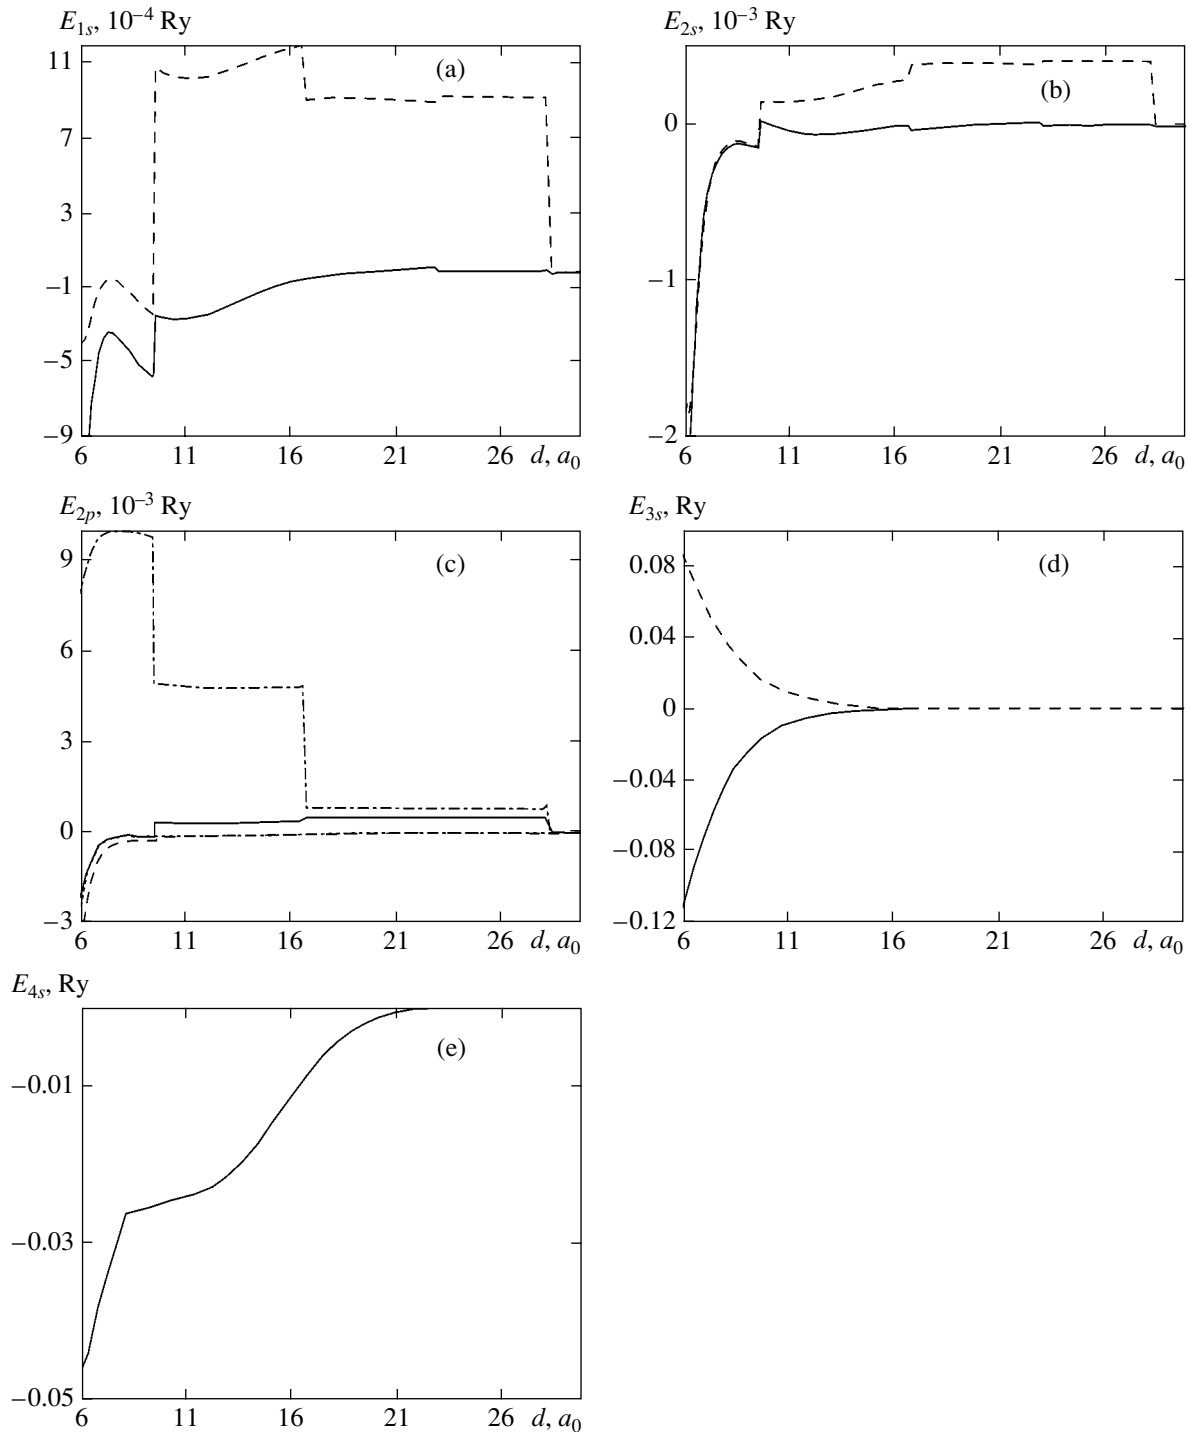 E1s, 10–4 Ry
11
7
3
–1
–5
–9
(a)
6 11 16 21 26 d, a0
E2s, 10–3 Ry
0
–1
–2
(b)
6 11 16 21 26 d, a0
E2p, 10–3 Ry
9
6
3
0
–3
(c)
6 11 16 21 26 d, a0
E3s, Ry
0.08
0.04
0
–0.04
–0.08
–0.12
(d)
6 11 16 21 26 d, a0
E4s, Ry
–0.01
–0.03
–0.05
(e)
6 11 16 21 26 d, a0